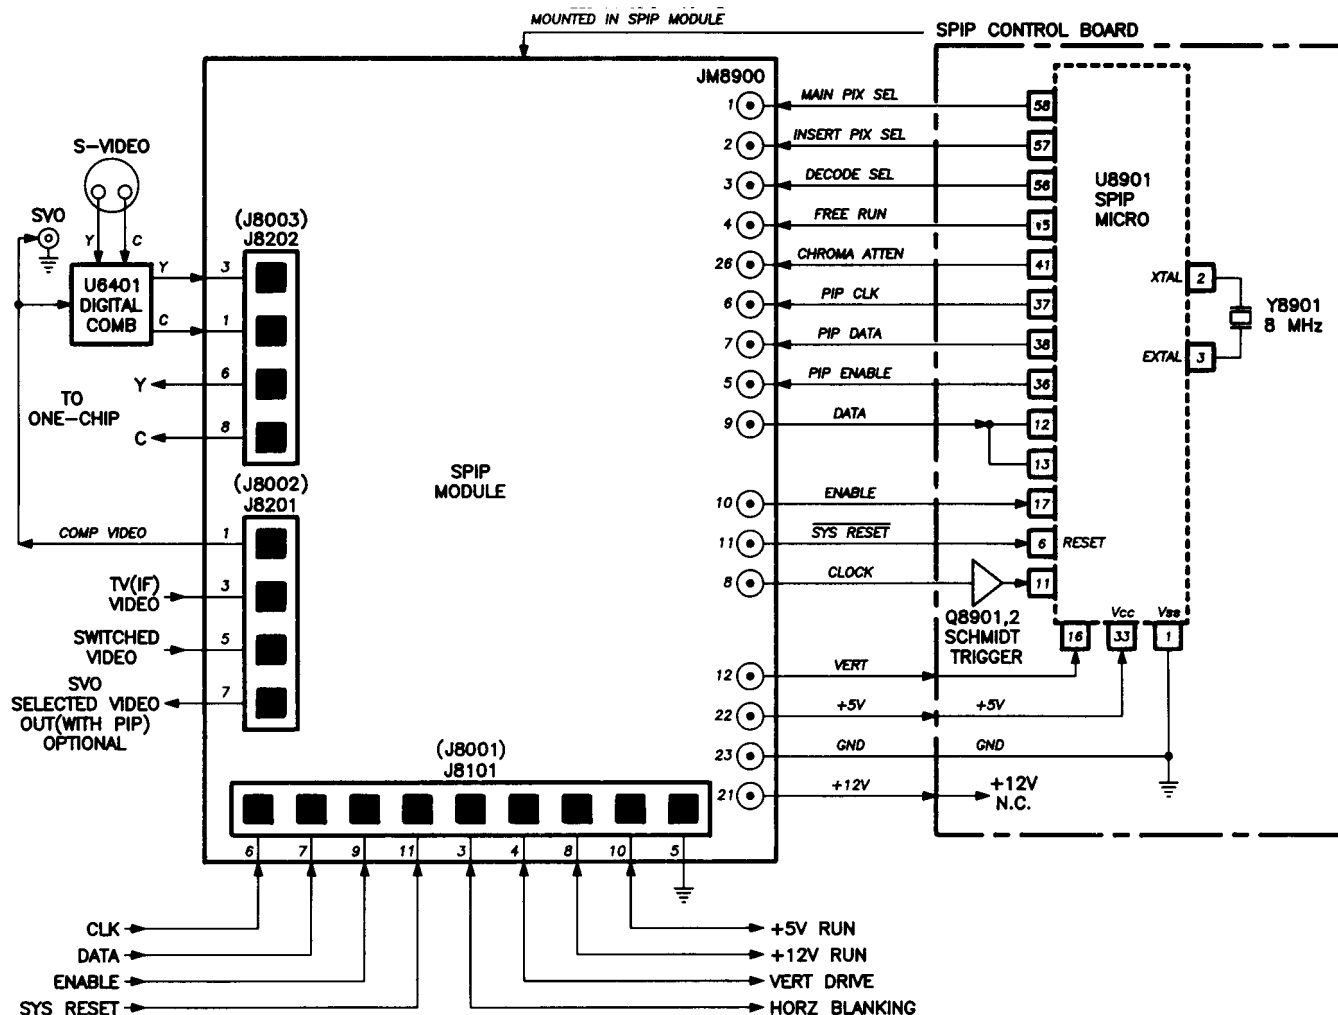 MOUNTED IN SPIP MODULE
SPIP CONTROL BOARD
JM8900
1 MAIN PIX SEL 58
2 INSERT PIX SEL 57
3 DECODE SEL 56
4 FREE RUN
26 CHROMA ATTEN 41
6 PIP CLK 37
7 PIP DATA 38
5 PIP ENABLE 36
9 DATA 12
13
10 ENABLE 17
11 SYS RESET 6 RESET
8 CLOCK 11
Q8901,2
SCHMIDT
TRIGGER
16
Vcc
33
Vss
1
12 VERT
22 +5V +5V
23 GND GND
21 +12V +12V
N.C.
U8901
SPIP
MICRO
XTAL 2
EXTAL 3
Y8901
8 MHz
S-VIDEO
SVO
Y C
U6401
DIGITAL
COMB
Y 3
C 1
(J8003)
J8202
Y 6
C 8
TO
ONE-CHIP
(J8002)
J8201
COMP VIDEO 1
TV(IF)
VIDEO
3
SWITCHED
VIDEO
5
SVO
SELECTED VIDEO
OUT(WITH PIP)
OPTIONAL
7
SPIP
MODULE
(J8001)
J8101
6 7 9 11 3 4 8 10 5
CLK
DATA
ENABLE
SYS RESET
+5V RUN
+12V RUN
VERT DRIVE
HORZ BLANKING